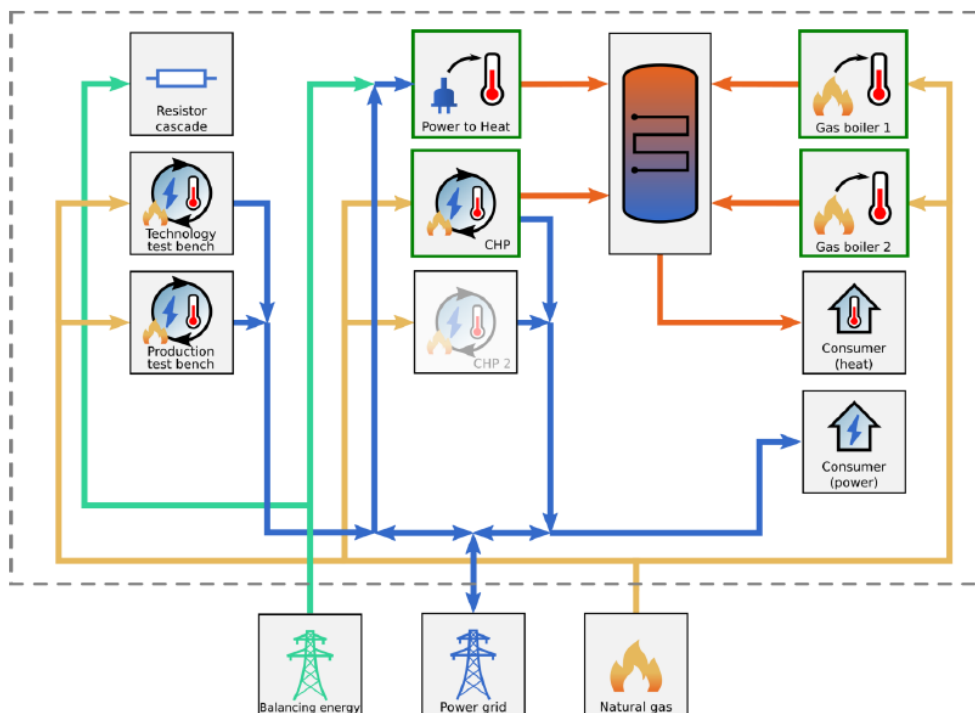 Resistor
cascade
Power to Heat
Gas boiler 1
Technology
test bench
CHP
Gas boiler 2
Production
test bench
CHP 2
Consumer
(heat)
Consumer
(power)
Balancing energy
Power grid
Natural gas